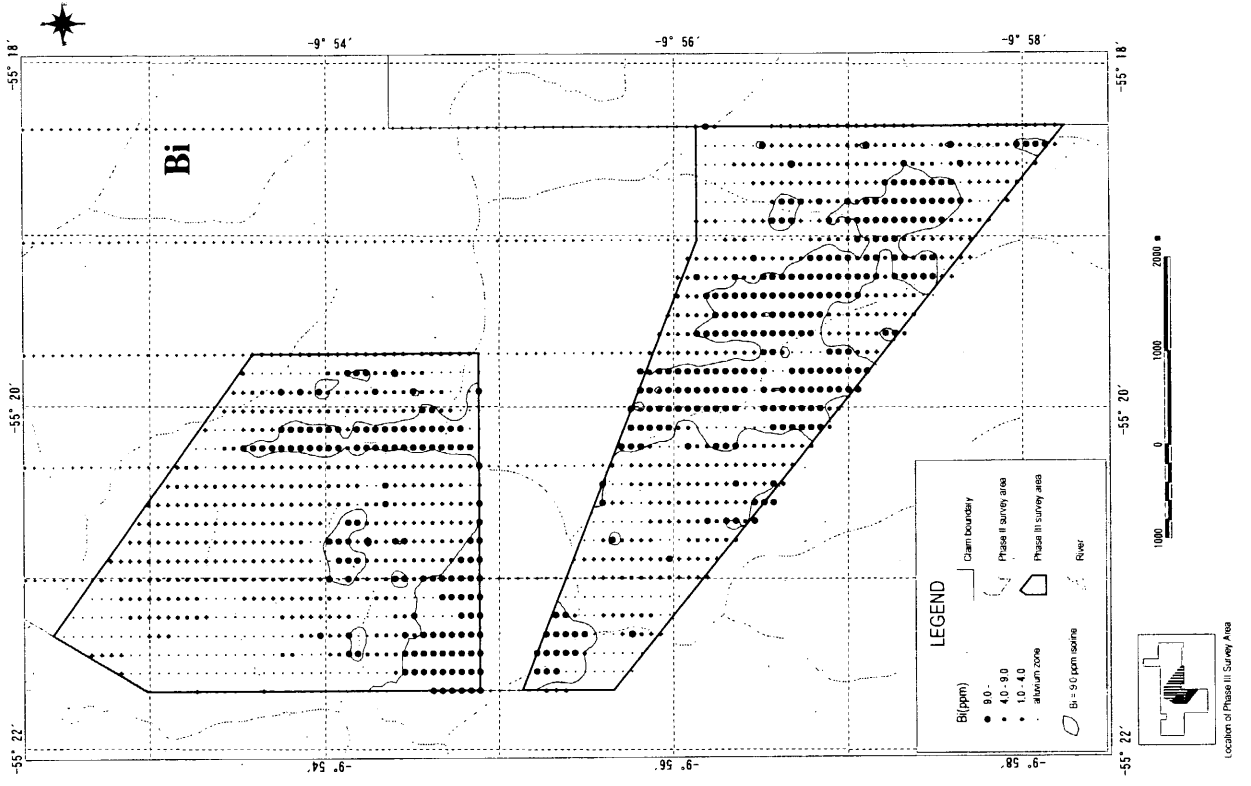 Bi
-55° 18′
-55° 20′
-55° 22′
-9° 54′
-9° 56′
-9° 58′
-55° 18′
-55° 20′
-55° 22′
-9° 54′
-9° 56′
-9° 58′
LEGEND
Bi(ppm)
9.0 -
4.0 - 9.0
1.0 - 4.0
alluvium zone
Bi = 9.0 ppm isoline
Claim boundary
Phase II survey area
Phase III survey area
River
1000 0 1000 2000 m
Location of Phase III Survey Area